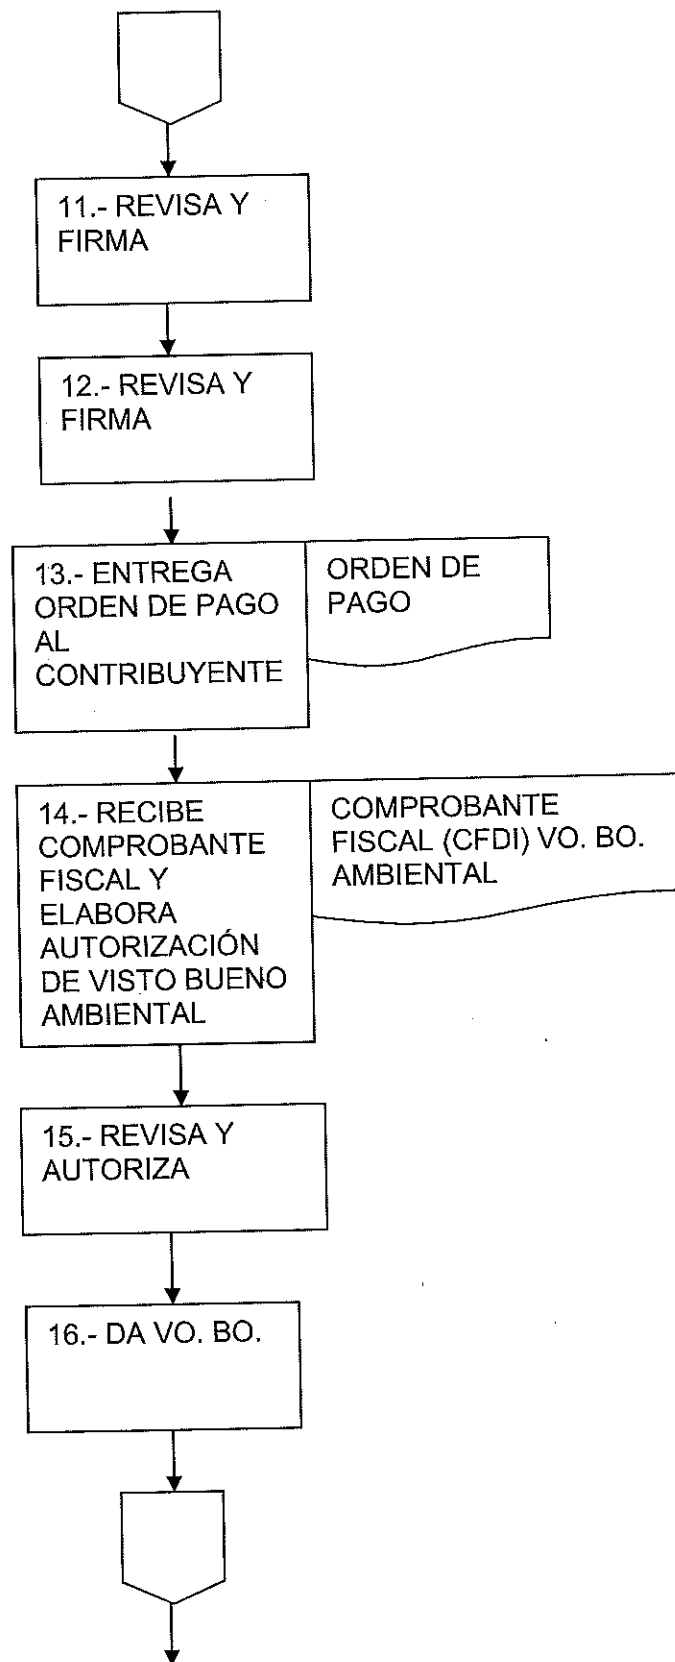 11.- REVISA Y
FIRMA
12.- REVISA Y
FIRMA
13.- ENTREGA
ORDEN DE PAGO
AL
CONTRIBUYENTE
ORDEN DE
PAGO
14.- RECIBE
COMPROBANTE
FISCAL Y
ELABORA
AUTORIZACIÓN
DE VISTO BUENO
AMBIENTAL
COMPROBANTE
FISCAL (CFDI) VO. BO.
AMBIENTAL
15.- REVISA Y
AUTORIZA
16.- DA VO. BO.